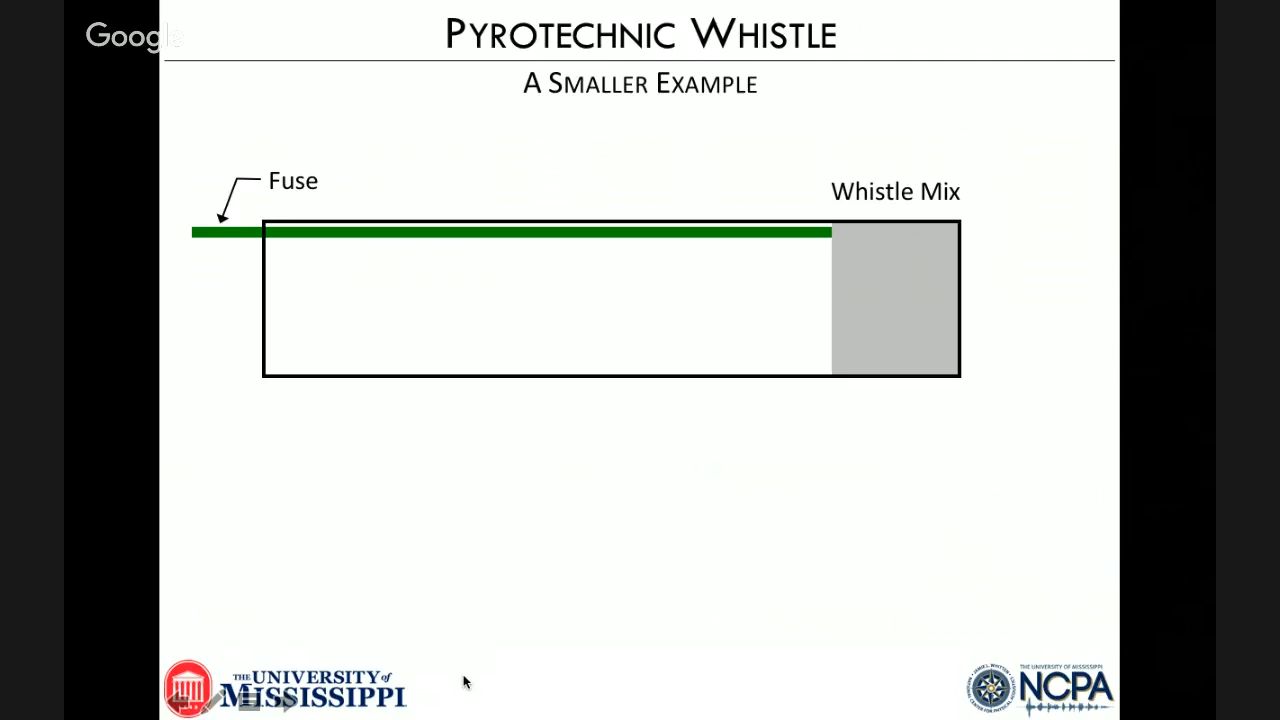 Google
PYROTECHNIC WHISTLE
A SMALLER EXAMPLE
Fuse
Whistle Mix
THE UNIVERSITY of
MISSISSIPPI
THE UNIVERSITY OF MISSISSIPPI
NCPA